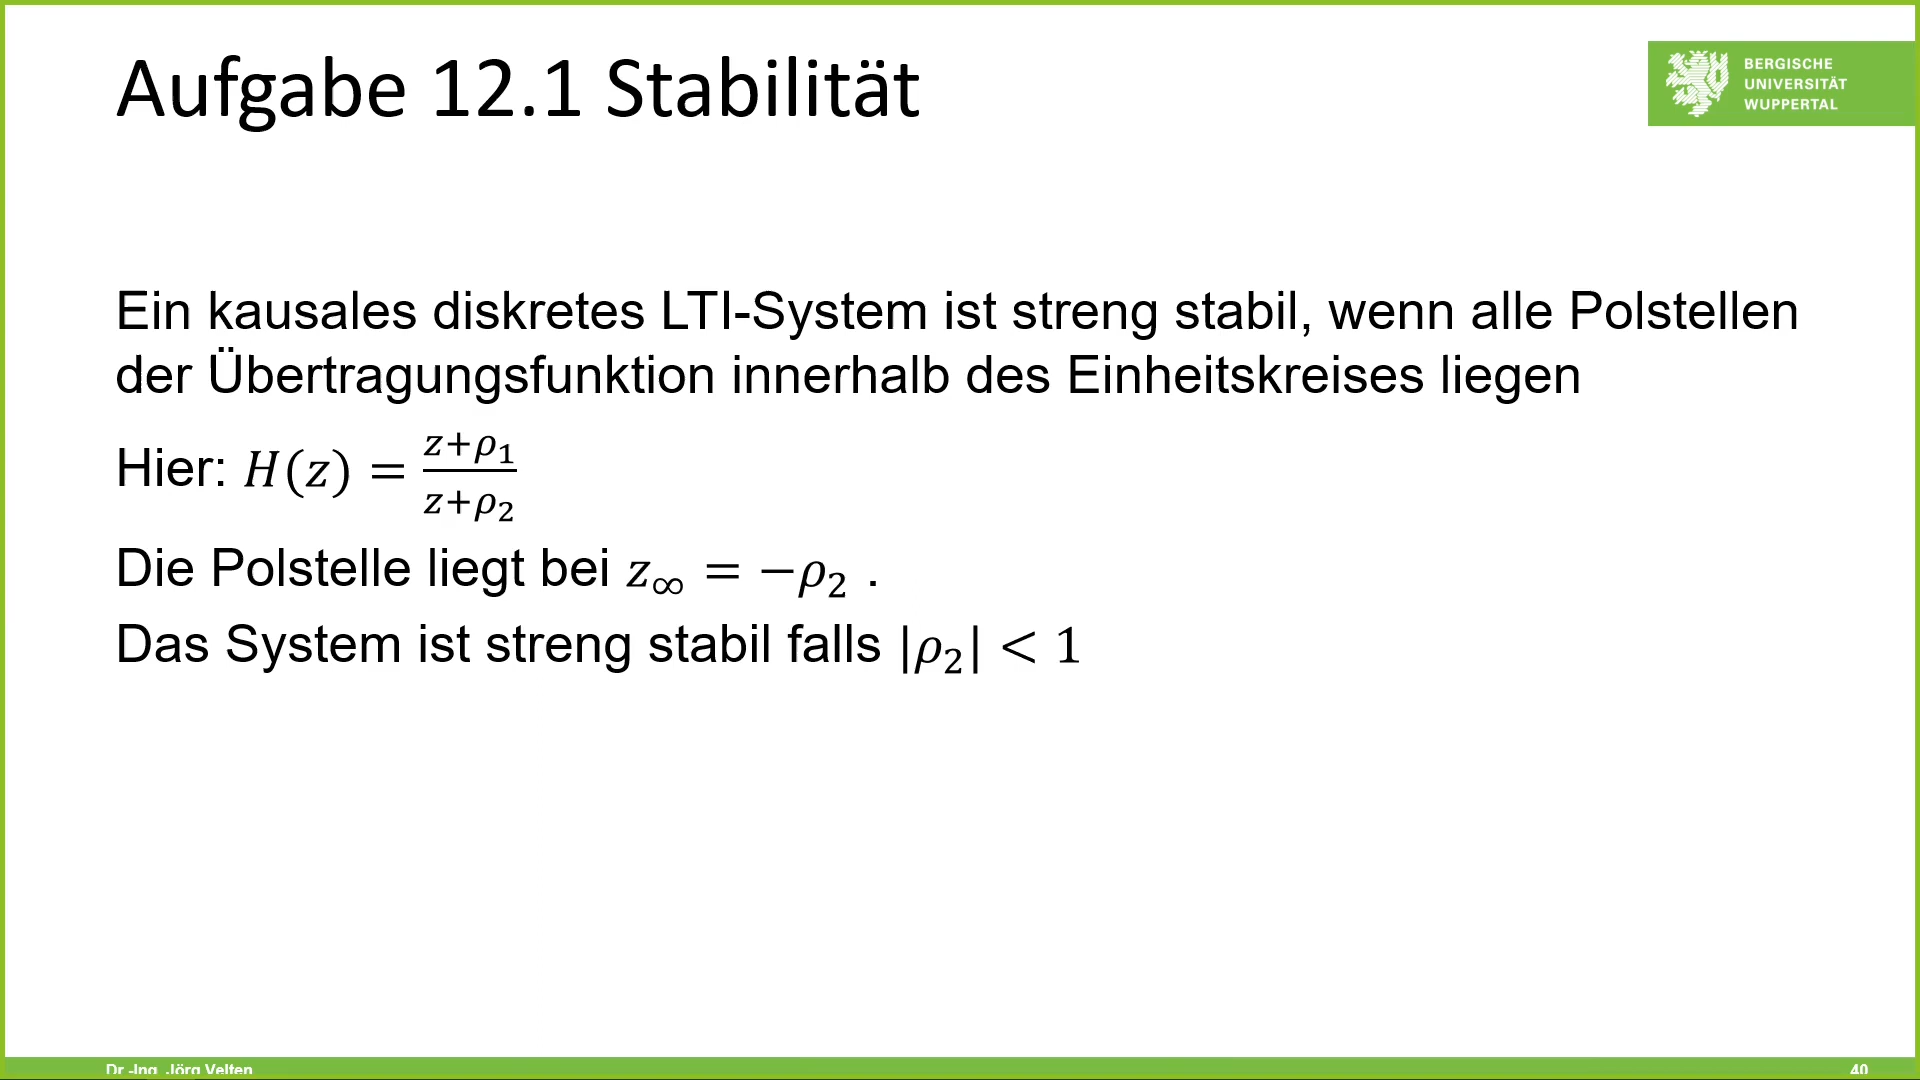 Aufgabe 12.1 Stabilität
BERGISCHE
UNIVERSITÄT
WUPPERTAL
Ein kausales diskretes LTI-System ist streng stabil, wenn alle Polstellen
der Übertragungsfunktion innerhalb des Einheitskreises liegen
Hier: H(z) = (z+ρ₁)/(z+ρ₂)
Die Polstelle liegt bei z∞ = −ρ₂ .
Das System ist streng stabil falls |ρ₂| < 1
Dr.-Ing. Jörg Velten
40